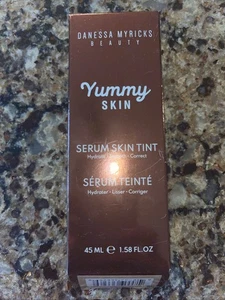 DANESSA MYRICKS
BEAUTY
Yummy
SKIN
SERUM SKIN TINT
Hydrate - - Correct
SÉRUM TEINTÉ
Hydrater - Lisser - Corriger
45 ML ℮ 1.58 FL.OZ